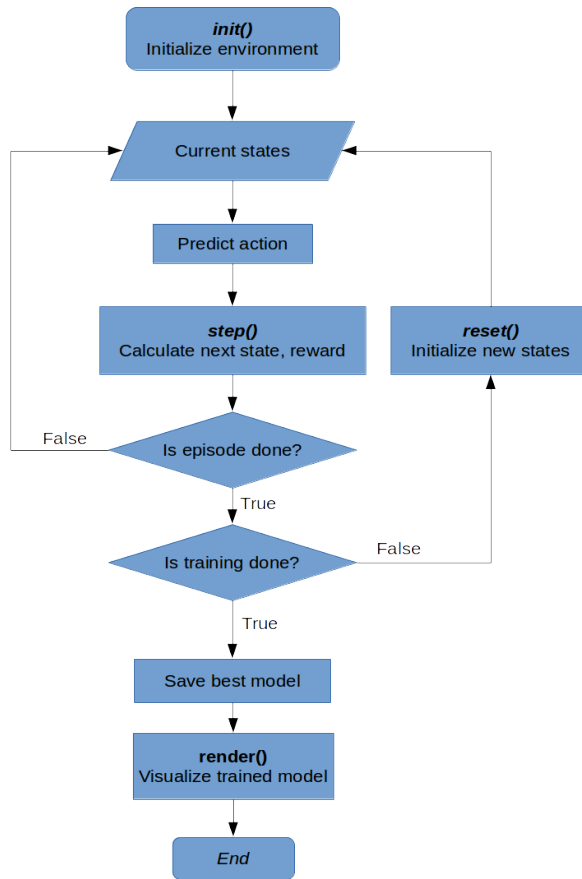 init()
Initialize environment
Current states
Predict action
step()
Calculate next state, reward
reset()
Initialize new states
False
Is episode done?
True
Is training done?
False
True
Save best model
render()
Visualize trained model
End